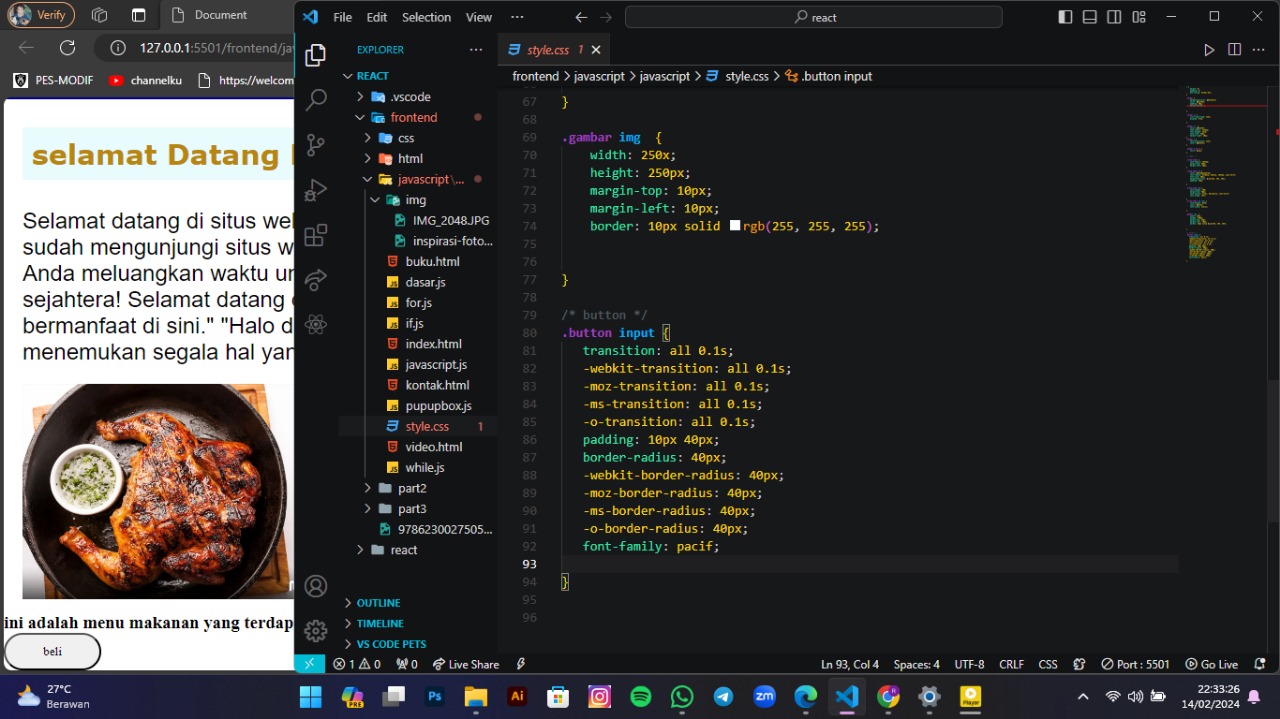 Verify
Document
127.0.0.1:5501/frontend/jav
PES-MODIF
channelku
https://welcom
selamat Datang
Selamat datang di situs we
sudah mengunjungi situs w
Anda meluangkan waktu un
sejahtera! Selamat datang
bermanfaat di sini." "Halo d
menemukan segala hal yan
ini adalah menu makanan yang terdap
beli
File Edit Selection View ···
react
EXPLORER
REACT
.vscode
frontend
css
html
javascript\...
img
IMG_2048.JPG
inspirasi-foto...
buku.html
dasar.js
for.js
if.js
index.html
javascript.js
kontak.html
pupupbox.js
style.css 1
video.html
while.js
part2
part3
9786230027505...
react
OUTLINE
TIMELINE
VS CODE PETS
style.css 1
frontend > javascript > javascript > style.css > .button input
67 }
68
69 .gambar img {
70 width: 250x;
71 height: 250px;
72 margin-top: 10px;
73 margin-left: 10px;
74 border: 10px solid rgb(255, 255, 255);
75
76
77 }
78
79 /* button */
80 .button input {
81 transition: all 0.1s;
82 -webkit-transition: all 0.1s;
83 -moz-transition: all 0.1s;
84 -ms-transition: all 0.1s;
85 -o-transition: all 0.1s;
86 padding: 10px 40px;
87 border-radius: 40px;
88 -webkit-border-radius: 40px;
89 -moz-border-radius: 40px;
90 -ms-border-radius: 40px;
91 -o-border-radius: 40px;
92 font-family: pacif;
93
94 }
95
96
1 0 0 Live Share Ln 93, Col 4 Spaces: 4 UTF-8 CRLF CSS Port : 5501 Go Live
27°C
Berawan
PRE
Ps
Ai
zm
Player
22:33:26
14/02/2024